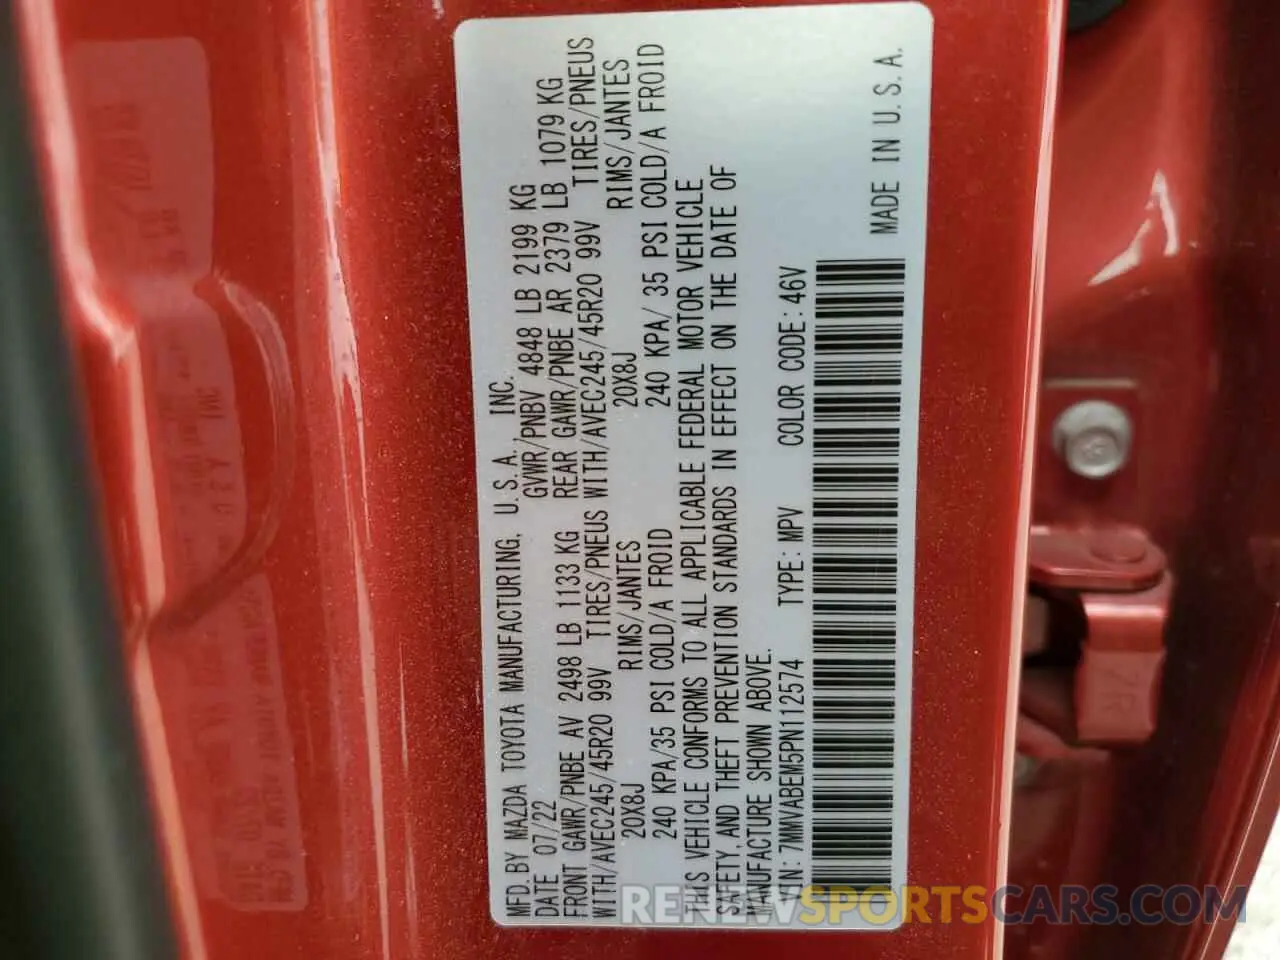 MFD. BY MAZDA TOYOTA MANUFACTURING, U.S.A, INC.
DATE 07/22 GVWR/PNBV 4848 LB 2199 KG
FRONT GAWR/PNBE AV 2498 LB 1133 KG REAR GAWR/PNBE AR 2379 LB 1079 KG
WITH/AVEC245/45R20 99V TIRES/PNEUS WITH/AVEC245/45R20 99V TIRES/PNEUS
20X8J RIMS/JANTES 20X8J RIMS/JANTES
240 KPA/35 PSI COLD/A FROID 240 KPA/ 35 PSI COLD/A FROID
THIS VEHICLE CONFORMS TO ALL APPLICABLE FEDERAL MOTOR VEHICLE
SAFETY, AND THEFT PREVENTION STANDARDS IN EFFECT ON THE DATE OF
MANUFACTURE SHOWN ABOVE.
VIN: 7MMVABEM5PN112574 TYPE: MPV COLOR CODE: 46V
MADE IN U.S.A.
7R
RENEWSPORTSCARS.COM